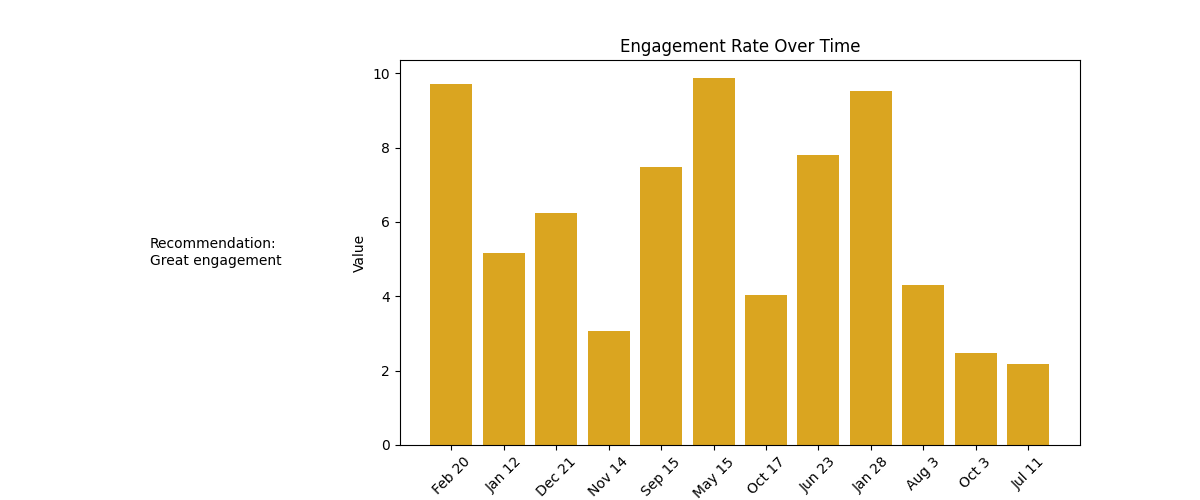 Engagement Rate Over Time
Recommendation:
Great engagement
Value
10
8
6
4
2
0
Feb 20
Jan 12
Dec 21
Nov 14
Sep 15
May 15
Oct 17
Jun 23
Jan 28
Aug 3
Oct 3
Jul 11